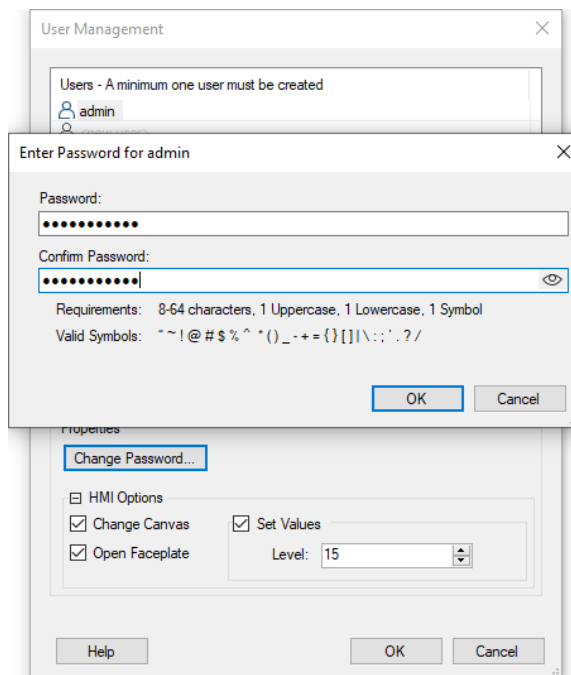 User Management
Users - A minimum one user must be created
admin
Enter Password for admin
Password:
•••••••••••
Confirm Password:
•••••••••••
Requirements: 8-64 characters, 1 Uppercase, 1 Lowercase, 1 Symbol
Valid Symbols: " ~ ! @ # $ % ^ * ( ) _ - + = { } [ ] | \ : ; ' . ? /
OK Cancel
Properties
Change Password...
HMI Options
Change Canvas Set Values
Open Faceplate Level: 15
Help OK Cancel